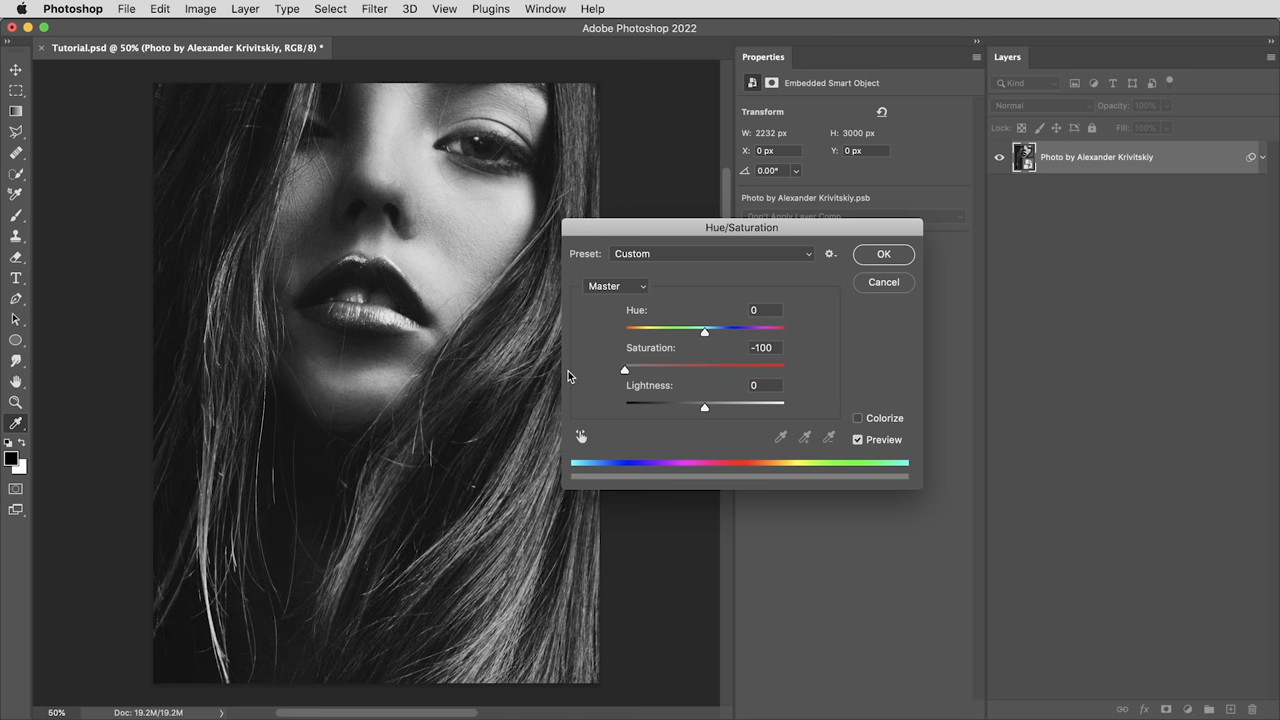 Photoshop File Edit Image Layer Type Select Filter 3D View Plugins Window Help
Adobe Photoshop 2022
Tutorial.psd @ 50% (Photo by Alexander Krivitskiy, RGB/8) *
Properties
Embedded Smart Object
Transform
W: 2232 px H: 3000 px
X: 0 px Y: 0 px
0.00°
Photo by Alexander Krivitskiy.psb
Don't Apply Layer Comp
Layers
Kind
Normal Opacity: 100%
Lock: Fill: 100%
Photo by Alexander Krivitskiy
Hue/Saturation
Preset: Custom OK
Cancel
Master
Hue: 0
Saturation: -100
Lightness: 0
Colorize
Preview
50% Doc: 19.2M/19.2M